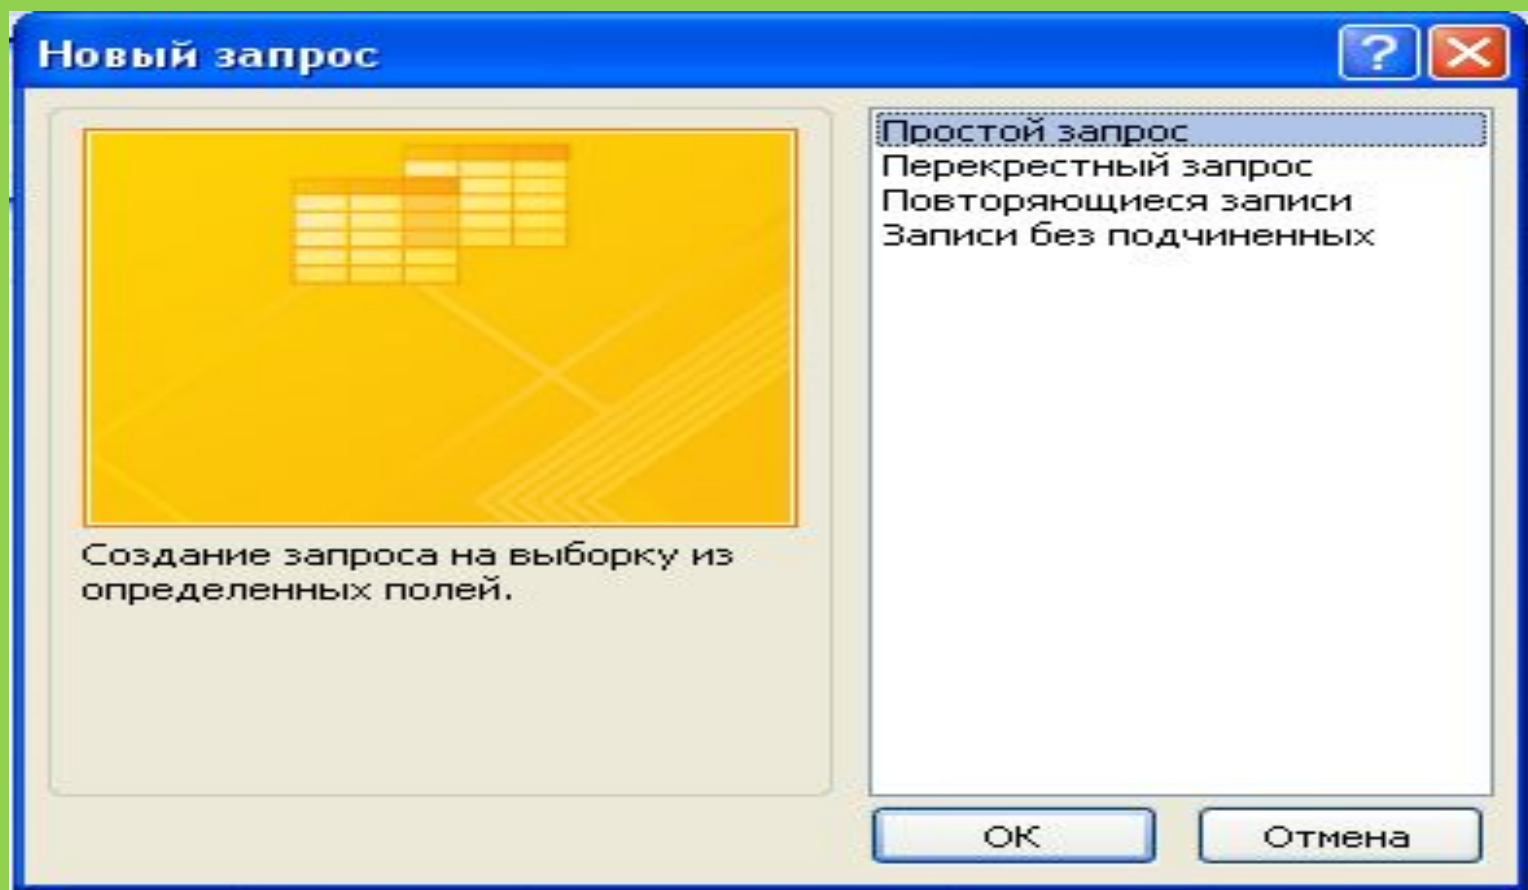 Новый запрос
Простой запрос
Перекрестный запрос
Повторяющиеся записи
Записи без подчиненных
Создание запроса на выборку из
определенных полей.
ОК
Отмена